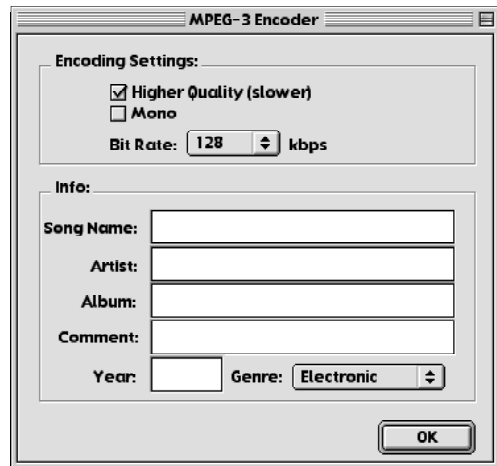 MPEG-3 Encoder
Encoding Settings:
Higher Quality (slower)
Mono
Bit Rate: 128 kbps
Info:
Song Name:
Artist:
Album:
Comment:
Year: Genre: Electronic
OK